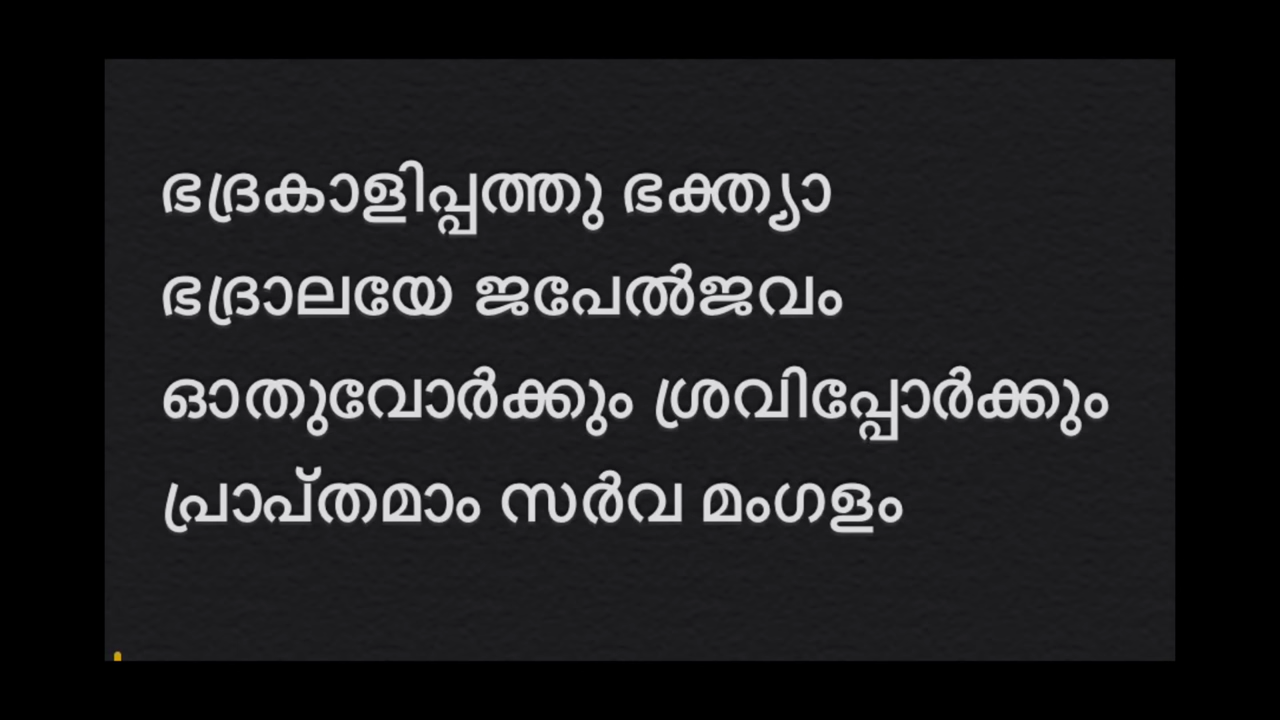 ഭദ്രകാളിപ്പത്തു ഭക്ത്യാ
ഭദ്രാലയേ ജപേൽജവം
ഓതുവോർക്കും ശ്രവിപ്പോർക്കും
പ്രാപ്തമാം സർവ മംഗളം